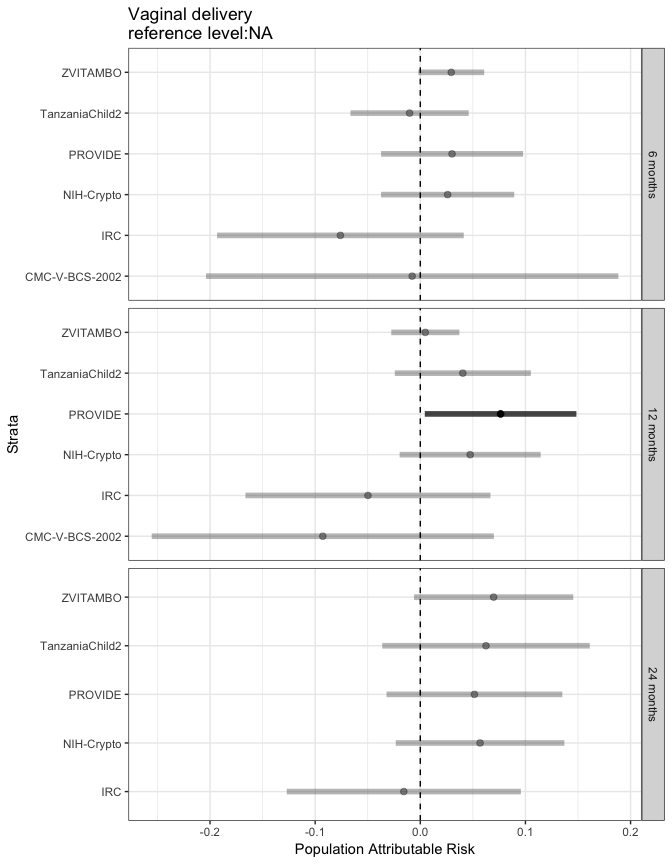 Vaginal delivery
reference level:NA
ZVITAMBO
TanzaniaChild2
PROVIDE
NIH-Crypto
IRC
CMC-V-BCS-2002
6 months
ZVITAMBO
TanzaniaChild2
PROVIDE
NIH-Crypto
IRC
CMC-V-BCS-2002
12 months
ZVITAMBO
TanzaniaChild2
PROVIDE
NIH-Crypto
IRC
24 months
Strata
-0.2 -0.1 0.0 0.1 0.2
Population Attributable Risk